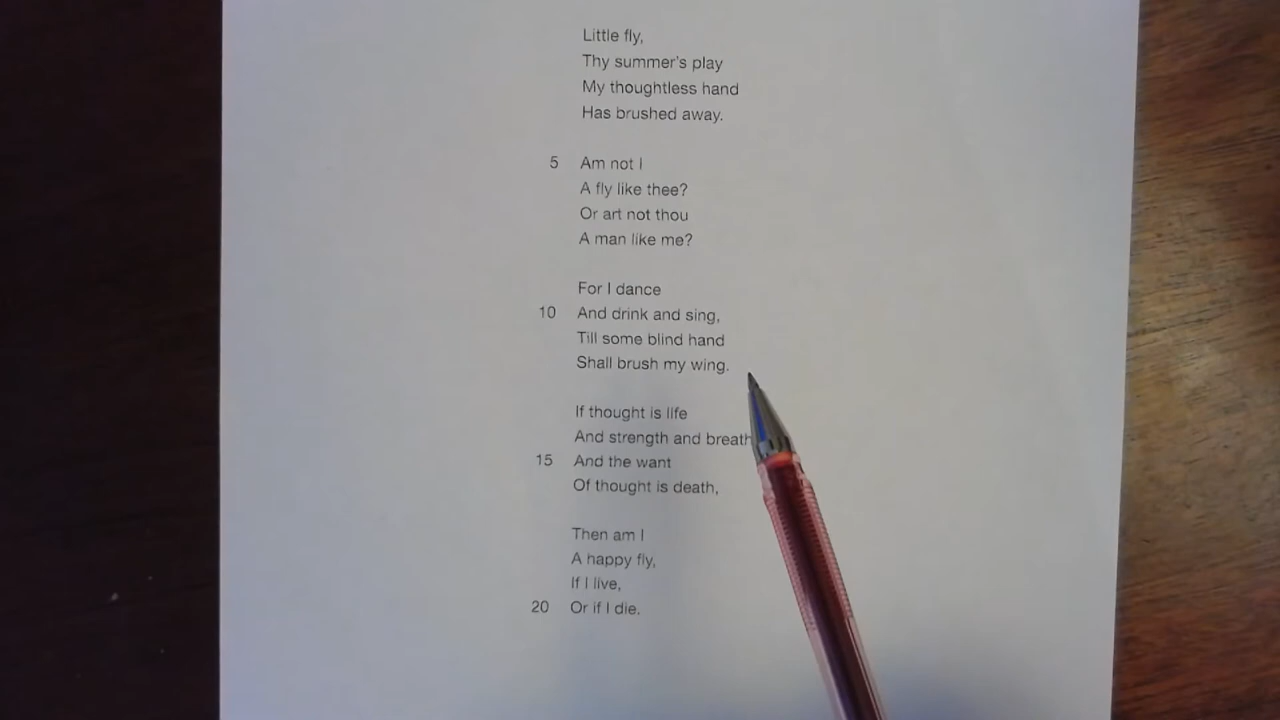 Little fly,
Thy summer's play
My thoughtless hand
Has brushed away.
5 Am not I
A fly like thee?
Or art not thou
A man like me?
For I dance
10 And drink and sing,
Till some blind hand
Shall brush my wing.
If thought is life
And strength and breath
15 And the want
Of thought is death,
Then am I
A happy fly,
If I live,
20 Or if I die.